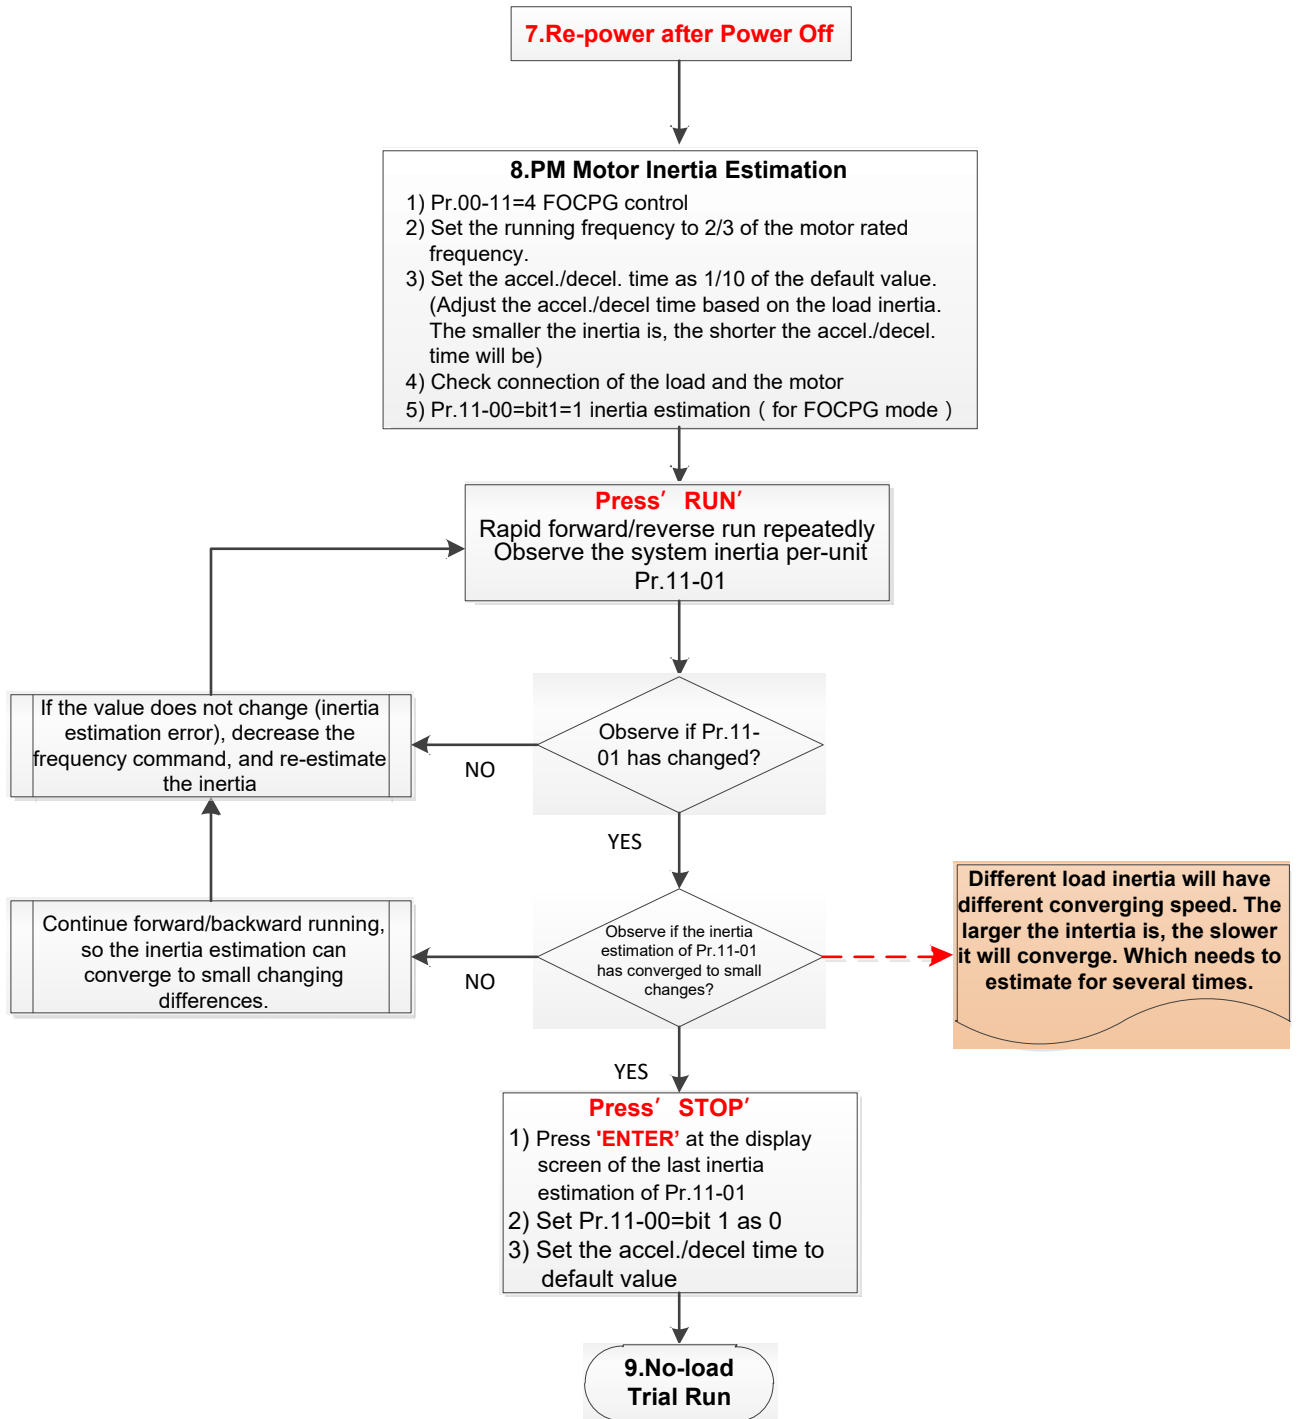 7.Re-power after Power Off
8.PM Motor Inertia Estimation
1) Pr.00-11=4 FOCPG control
2) Set the running frequency to 2/3 of the motor rated
frequency.
3) Set the accel./decel. time as 1/10 of the default value.
(Adjust the accel./decel time based on the load inertia.
The smaller the inertia is, the shorter the accel./decel.
time will be)
4) Check connection of the load and the motor
5) Pr.11-00=bit1=1 inertia estimation ( for FOCPG mode )
Press′ RUN′
Rapid forward/reverse run repeatedly
Observe the system inertia per-unit
Pr.11-01
If the value does not change (inertia
estimation error), decrease the
frequency command, and re-estimate
the inertia
NO
Observe if Pr.11-
01 has changed?
YES
Continue forward/backward running,
so the inertia estimation can
converge to small changing
differences.
NO
Observe if the inertia
estimation of Pr.11-01
has converged to small
changes?
Different load inertia will have
different converging speed. The
larger the intertia is, the slower
it will converge. Which needs to
estimate for several times.
YES
Press′ STOP′
1) Press 'ENTER’ at the display
screen of the last inertia
estimation of Pr.11-01
2) Set Pr.11-00=bit 1 as 0
3) Set the accel./decel time to
default value
9.No-load
Trial Run